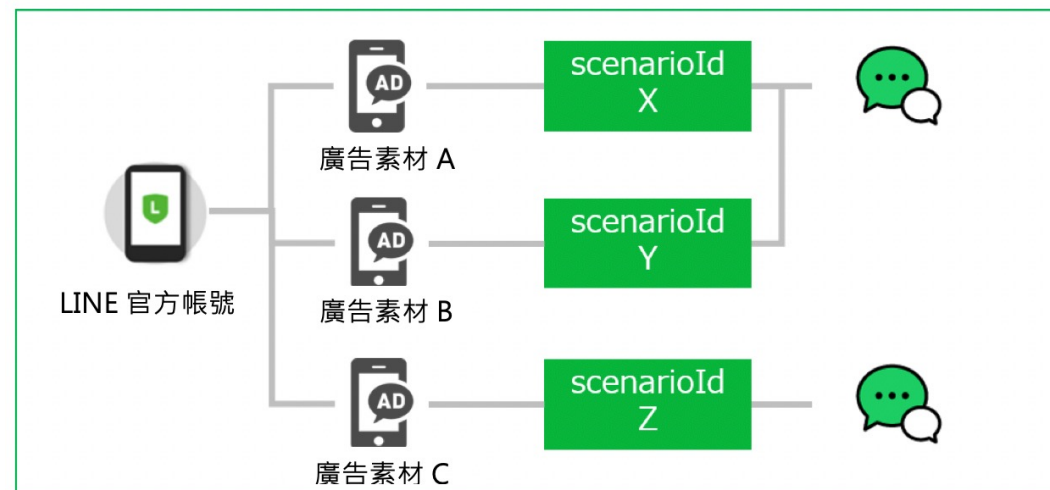 AD
scenarioId
X
廣告素材 A
L
AD
scenarioId
Y
LINE 官方帳號
廣告素材 B
AD
scenarioId
Z
廣告素材 C